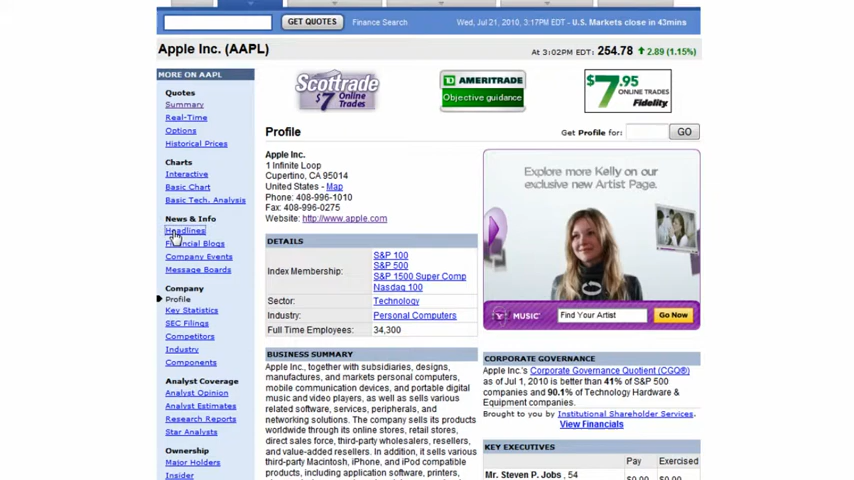 GET QUOTES
Finance Search
Wed, Jul 21, 2010, 3:17PM EDT - U.S. Markets close in 43mins
Apple Inc. (AAPL)
At 3:02PM EDT: 254.78 2.89 (1.15%)
MORE ON AAPL
Quotes
Summary
Real-Time
Options
Historical Prices
Charts
Interactive
Basic Chart
Basic Tech. Analysis
News & Info
Headlines
Financial Blogs
Company Events
Message Boards
Company
Profile
Key Statistics
SEC Filings
Competitors
Industry
Components
Analyst Coverage
Analyst Opinion
Analyst Estimates
Research Reports
Star Analysts
Ownership
Major Holders
Insider
Scottrade
$7 Online Trades
TD AMERITRADE
Objective guidance
$7.95
ONLINE TRADES
Fidelity
Profile
Get Profile for:
GO
Apple Inc.
1 Infinite Loop
Cupertino, CA 95014
United States - Map
Phone: 408-996-1010
Fax: 408-996-0275
Website: http://www.apple.com
DETAILS
Index Membership:
S&P 100
S&P 500
S&P 1500 Super Comp
Nasdaq 100
Sector: Technology
Industry: Personal Computers
Full Time Employees: 34,300
BUSINESS SUMMARY
Apple Inc., together with subsidiaries, designs,
manufactures, and markets personal computers,
mobile communication devices, and portable digital
music and video players, as well as sells various
related software, services, peripherals, and
networking solutions. The company sells its products
worldwide through its online stores, retail stores,
direct sales force, third-party wholesalers, resellers,
and value-added resellers. In addition, it sells various
third-party Macintosh, iPhone, and iPod compatible
products, including application software, printers,
Explore more Kelly on our
exclusive new Artist Page.
MUSIC
Find Your Artist
Go Now
CORPORATE GOVERNANCE
Apple Inc.'s Corporate Governance Quotient (CGQ®)
as of Jul 1, 2010 is better than 41% of S&P 500
companies and 90.1% of Technology Hardware &
Equipment companies.
Brought to you by Institutional Shareholder Services.
View Financials
KEY EXECUTIVES
Pay Exercised
Mr. Steven P. Jobs , 54
$0.00 $0.00